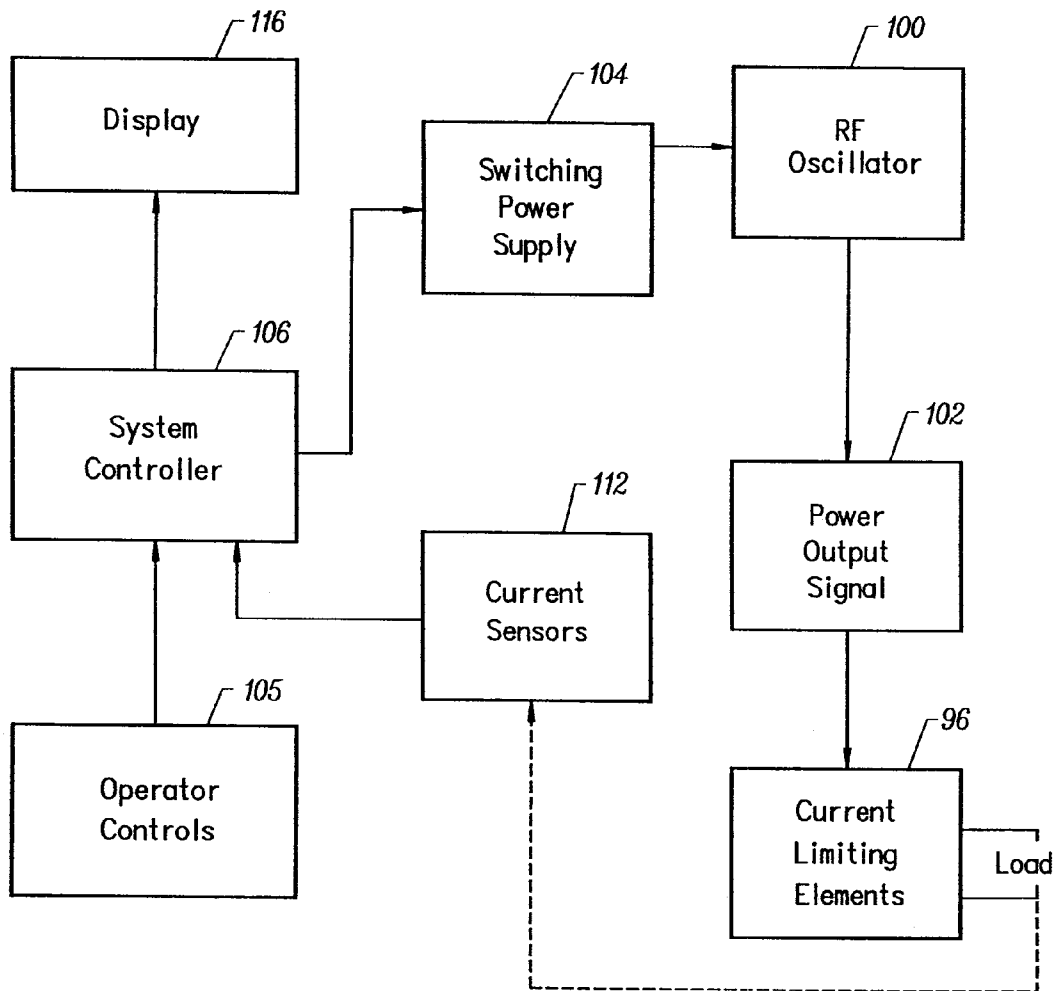 116
Display
104
Switching
Power
Supply
100
RF
Oscillator
106
System
Controller
112
Current
Sensors
102
Power
Output
Signal
105
Operator
Controls
96
Current
Limiting
Elements
Load